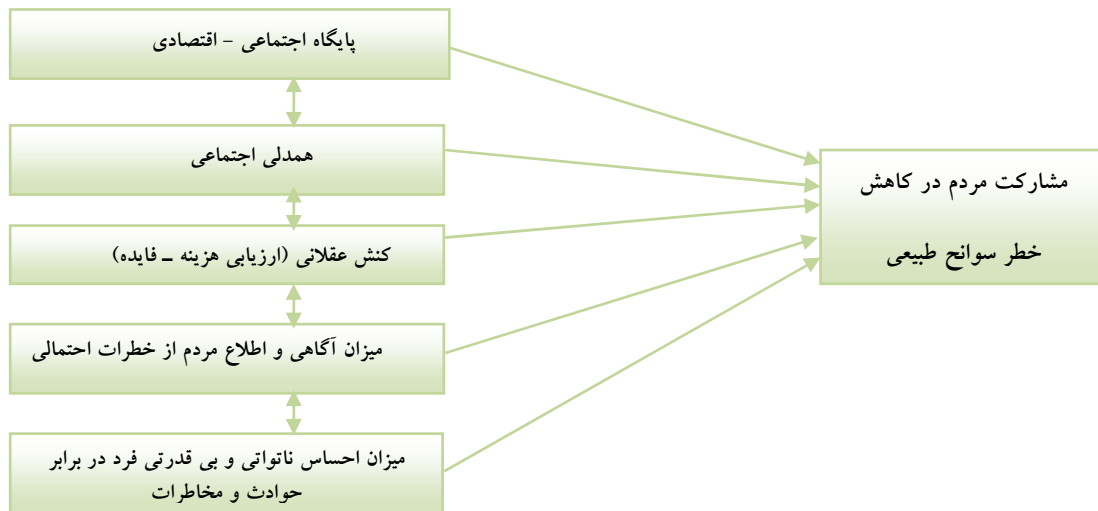 پایگاه اجتماعی - اقتصادی
همدلی اجتماعی
کنش عقلانی (ارزیابی هزینه ـ فایده)
میزان آگاهی و اطلاع مردم از خطرات احتمالی
میزان احساس ناتواتی و بی قدرتی فرد در برابر
حوادث و مخاطرات
مشارکت مردم در کاهش
خطر سوانح طبیعی